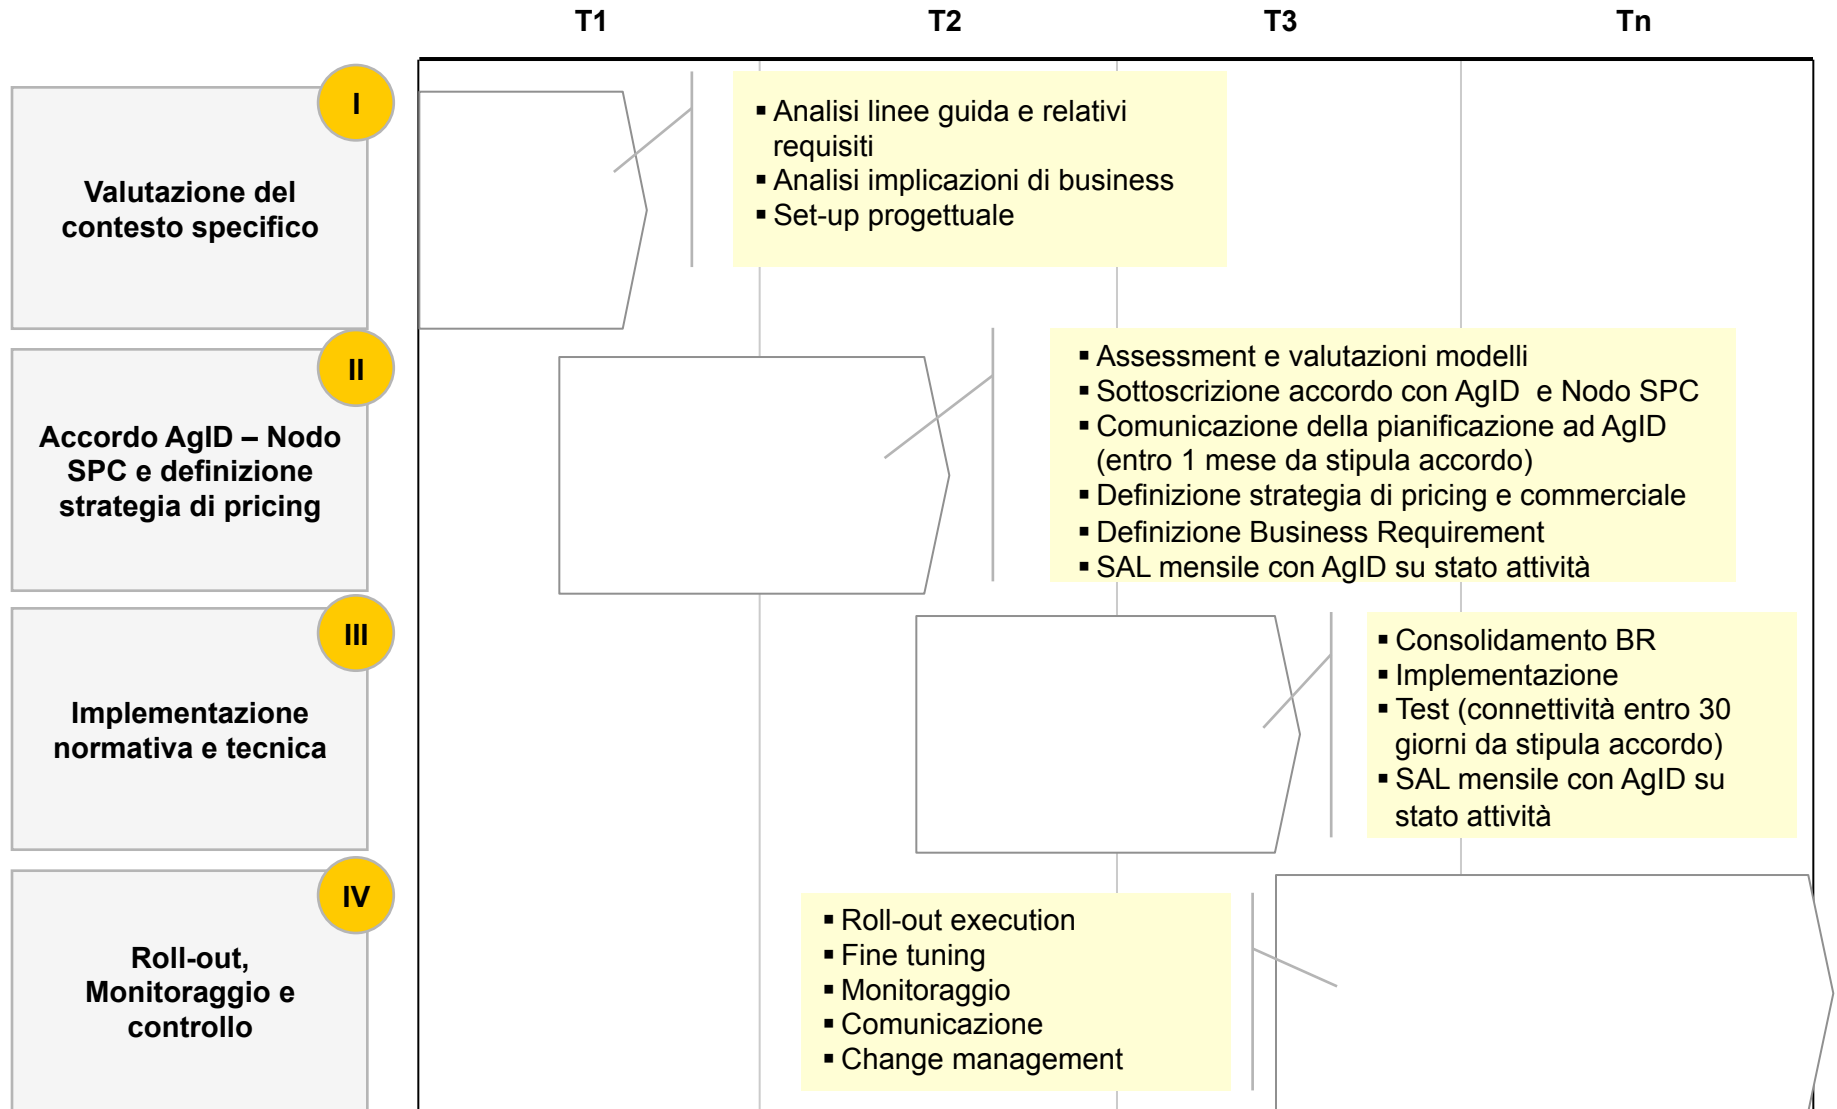 T1 T2 T3 Tn
I
Valutazione del
contesto specifico
▪ Analisi linee guida e relativi
requisiti
▪ Analisi implicazioni di business
▪ Set-up progettuale
II
Accordo AgID – Nodo
SPC e definizione
strategia di pricing
▪ Assessment e valutazioni modelli
▪ Sottoscrizione accordo con AgID e Nodo SPC
▪ Comunicazione della pianificazione ad AgID
(entro 1 mese da stipula accordo)
▪ Definizione strategia di pricing e commerciale
▪ Definizione Business Requirement
▪ SAL mensile con AgID su stato attività
III
Implementazione
normativa e tecnica
▪ Consolidamento BR
▪ Implementazione
▪ Test (connettività entro 30
giorni da stipula accordo)
▪ SAL mensile con AgID su
stato attività
IV
Roll-out,
Monitoraggio e
controllo
▪ Roll-out execution
▪ Fine tuning
▪ Monitoraggio
▪ Comunicazione
▪ Change management